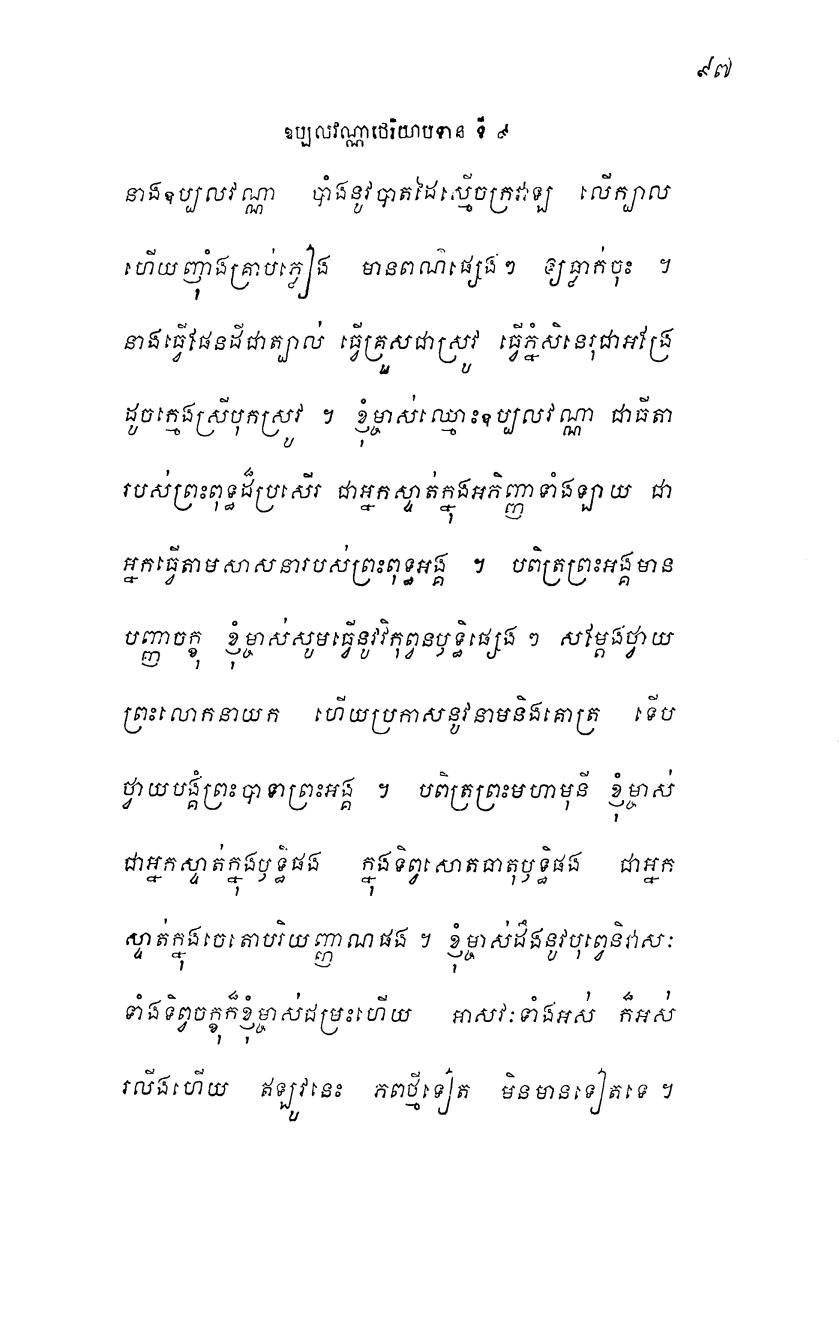 ៩៧
ឧប្បលវណ្ណាថេរិយាបទាន ទី ៩
នាងឧប្បលវណ្ណា បាំងនូវបាតដៃស្មើចក្រវាឡ លើក្បាល
ហើយញ៉ាំងគ្រាប់ភ្លៀង មានពណ៌ផ្សេងៗ ឲ្យធ្លាក់ចុះ ។
នាងធ្វើផែនដីជាត្បាល់ ធ្វើគ្រួសជាស្រូវ ធ្វើភ្នំសិនេរុជាអង្រែ
ដូចក្មេងស្រីបុកស្រូវ ។ ខ្ញុំម្ចាស់ឈ្មោះឧប្បលវណ្ណា ជាធីតា
របស់ព្រះពុទ្ធដ៏ប្រសើរ ជាអ្នកស្ទាត់ក្នុងអភិញ្ញាទាំងឡាយ ជា
អ្នកធ្វើតាមសាសនារបស់ព្រះពុទ្ធអង្គ ។ បពិត្រព្រះអង្គមាន
បញ្ញាចក្ខុ ខ្ញុំម្ចាស់សូមធ្វើនូវវិកុព្វនឫទ្ធិផ្សេង ៗ សម្តែងថ្វាយ
ព្រះលោកនាយក ហើយប្រកាសនូវនាមនិងគោត្រ ទើប
ថ្វាយបង្គំព្រះបាទាព្រះអង្គ ។ បពិត្រព្រះមហាមុនី ខ្ញុំម្ចាស់
ជាអ្នកស្ទាត់ក្នុងឫទ្ធិផង ក្នុងទិព្វសោតធាតុឫទ្ធិផង ជាអ្នក
ស្ទាត់ក្នុងចេតោបរិយញ្ញាណផង ។ ខ្ញុំម្ចាស់ដឹងនូវបុព្វេនិវាសៈ
ទាំងទិព្វចក្ខុក៏ខ្ញុំម្ចាស់ជម្រះហើយ អាសវៈទាំងអស់ ក៏អស់
រលីងហើយ ឥឡូវនេះ ភពថ្មីទៀត មិនមានទៀតទេ ។